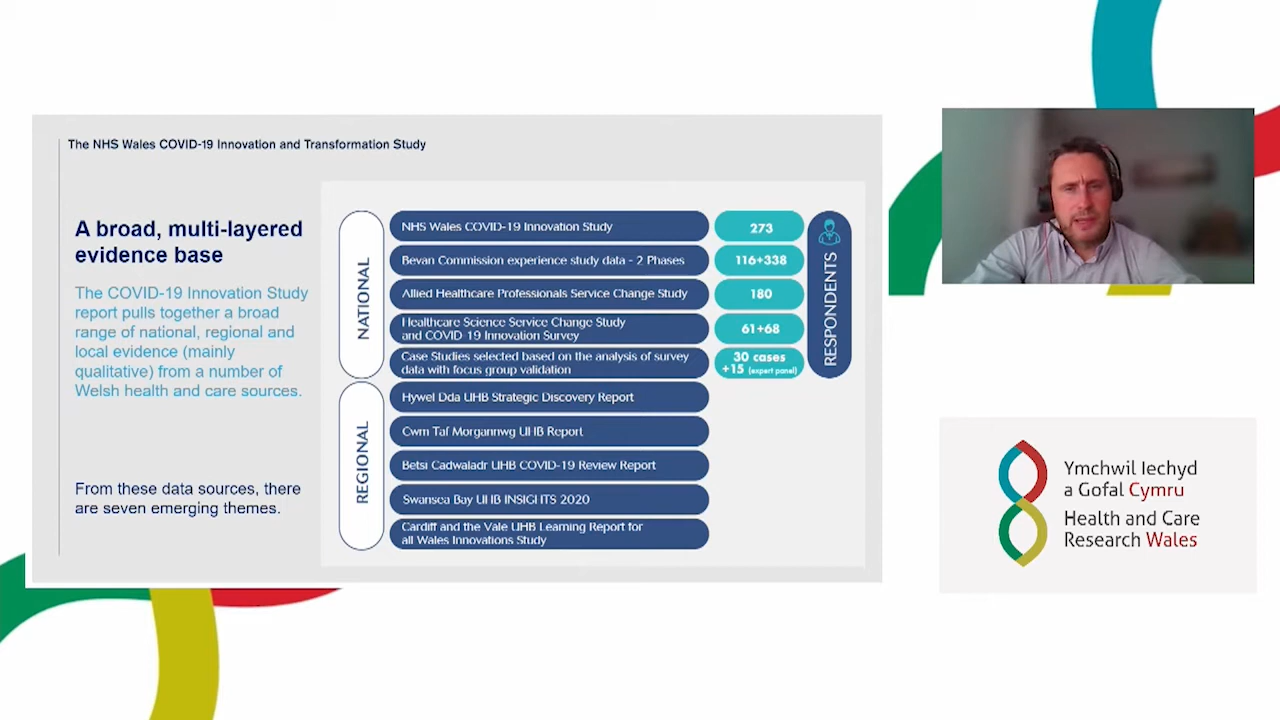 The NHS Wales COVID-19 Innovation and Transformation Study
A broad, multi-layered
evidence base
The COVID-19 Innovation Study
report pulls together a broad
range of national, regional and
local evidence (mainly
qualitative) from a number of
Welsh health and care sources.
From these data sources, there
are seven emerging themes.
NATIONAL
NHS Wales COVID-19 Innovation Study
273
Bevan Commission experience study data - 2 Phases
116+338
Allied Healthcare Professionals Service Change Study
180
Healthcare Science Service Change Study
and COVID-19 Innovation Survey
61+68
Case Studies selected based on the analysis of survey
data with focus group validation
30 cases
+15 (expert panel)
RESPONDENTS
REGIONAL
Hywel Dda UHB Strategic Discovery Report
Cwm Taf Morgannwg UHB Report
Betsi Cadwaladr UHB COVID-19 Review Report
Swansea Bay UHB INSIGHTS 2020
Cardiff and the Vale UHB Learning Report for
all Wales Innovations Study
Ymchwil Iechyd
a Gofal Cymru
Health and Care
Research Wales